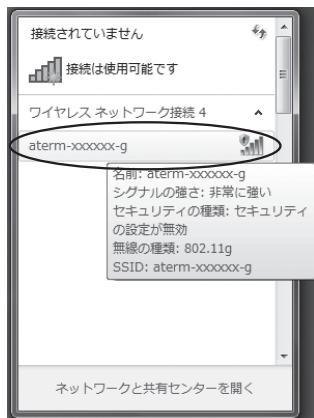 接続されていません
接続は使用可能です
ワイヤレス ネットワーク接続 4
aterm-xxxxxx-g
名前: aterm-xxxxxx-g
シグナルの強さ: 非常に強い
セキュリティの種類: セキュリティ
の設定が無効
無線の種類: 802.11g
SSID: aterm-xxxxxx-g
ネットワークと共有センターを開く